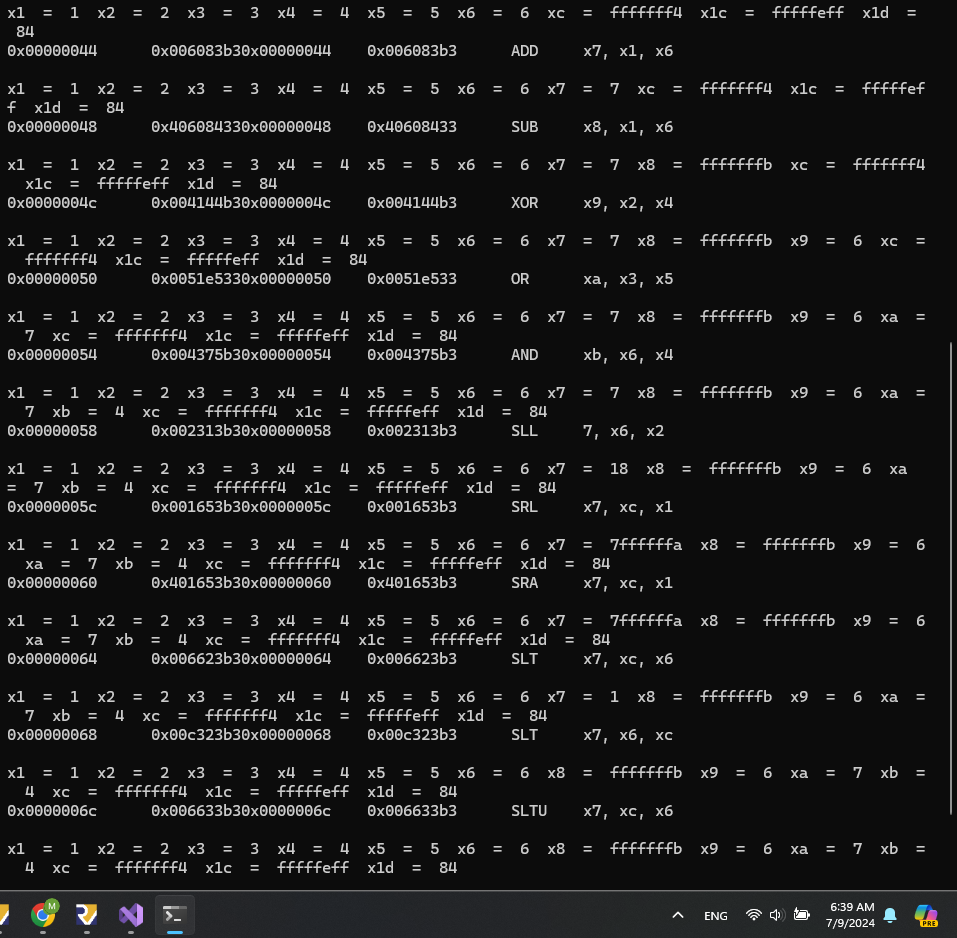 x1  =  1  x2  =  2  x3  =  3  x4  =  4  x5  =  5  x6  =  6  xc  =  fffffff4  x1c  =  fffffeff  x1d  =
 84
0x00000044      0x006083b30x00000044    0x006083b3      ADD     x7, x1, x6
x1  =  1  x2  =  2  x3  =  3  x4  =  4  x5  =  5  x6  =  6  x7  =  7  xc  =  fffffff4  x1c  =  fffffef
f  x1d  =  84
0x00000048      0x406084330x00000048    0x40608433      SUB     x8, x1, x6
x1  =  1  x2  =  2  x3  =  3  x4  =  4  x5  =  5  x6  =  6  x7  =  7  x8  =  fffffffb  xc  =  fffffff4
  x1c  =  fffffeff  x1d  =  84
0x0000004c      0x004144b30x0000004c    0x004144b3      XOR     x9, x2, x4
x1  =  1  x2  =  2  x3  =  3  x4  =  4  x5  =  5  x6  =  6  x7  =  7  x8  =  fffffffb  x9  =  6  xc  =
  fffffff4  x1c  =  fffffeff  x1d  =  84
0x00000050      0x0051e5330x00000050    0x0051e533      OR      xa, x3, x5
x1  =  1  x2  =  2  x3  =  3  x4  =  4  x5  =  5  x6  =  6  x7  =  7  x8  =  fffffffb  x9  =  6  xa  =
  7  xc  =  fffffff4  x1c  =  fffffeff  x1d  =  84
0x00000054      0x004375b30x00000054    0x004375b3      AND     xb, x6, x4
x1  =  1  x2  =  2  x3  =  3  x4  =  4  x5  =  5  x6  =  6  x7  =  7  x8  =  fffffffb  x9  =  6  xa  =
  7  xb  =  4  xc  =  fffffff4  x1c  =  fffffeff  x1d  =  84
0x00000058      0x002313b30x00000058    0x002313b3      SLL     7, x6, x2
x1  =  1  x2  =  2  x3  =  3  x4  =  4  x5  =  5  x6  =  6  x7  =  18  x8  =  fffffffb  x9  =  6  xa
=  7  xb  =  4  xc  =  fffffff4  x1c  =  fffffeff  x1d  =  84
0x0000005c      0x001653b30x0000005c    0x001653b3      SRL     x7, xc, x1
x1  =  1  x2  =  2  x3  =  3  x4  =  4  x5  =  5  x6  =  6  x7  =  7ffffffa  x8  =  fffffffb  x9  =  6
  xa  =  7  xb  =  4  xc  =  fffffff4  x1c  =  fffffeff  x1d  =  84
0x00000060      0x401653b30x00000060    0x401653b3      SRA     x7, xc, x1
x1  =  1  x2  =  2  x3  =  3  x4  =  4  x5  =  5  x6  =  6  x7  =  7ffffffa  x8  =  fffffffb  x9  =  6
  xa  =  7  xb  =  4  xc  =  fffffff4  x1c  =  fffffeff  x1d  =  84
0x00000064      0x006623b30x00000064    0x006623b3      SLT     x7, xc, x6
x1  =  1  x2  =  2  x3  =  3  x4  =  4  x5  =  5  x6  =  6  x7  =  1  x8  =  fffffffb  x9  =  6  xa  =
  7  xb  =  4  xc  =  fffffff4  x1c  =  fffffeff  x1d  =  84
0x00000068      0x00c323b30x00000068    0x00c323b3      SLT     x7, x6, xc
x1  =  1  x2  =  2  x3  =  3  x4  =  4  x5  =  5  x6  =  6  x8  =  fffffffb  x9  =  6  xa  =  7  xb  =
  4  xc  =  fffffff4  x1c  =  fffffeff  x1d  =  84
0x0000006c      0x006633b30x0000006c    0x006633b3      SLTU    x7, xc, x6
x1  =  1  x2  =  2  x3  =  3  x4  =  4  x5  =  5  x6  =  6  x8  =  fffffffb  x9  =  6  xa  =  7  xb  =
  4  xc  =  fffffff4  x1c  =  fffffeff  x1d  =  84
M
ENG
6:39 AM
7/9/2024
PRE